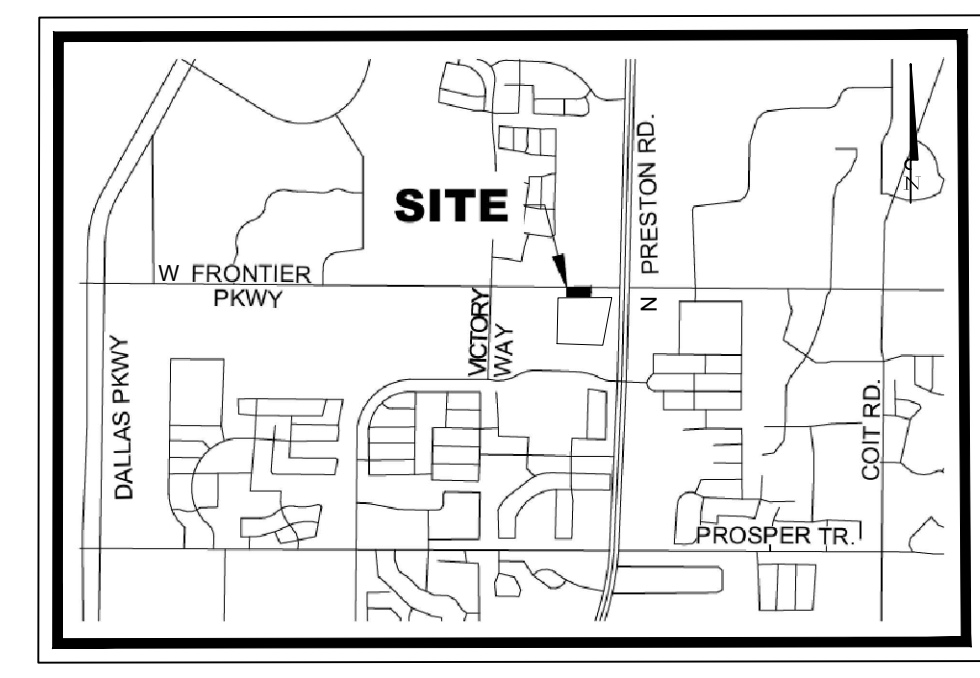 SITE
N PRESTON RD.
W FRONTIER
PKWY
VICTORY
WAY
DALLAS PKWY
COIT RD.
PROSPER TR.
N